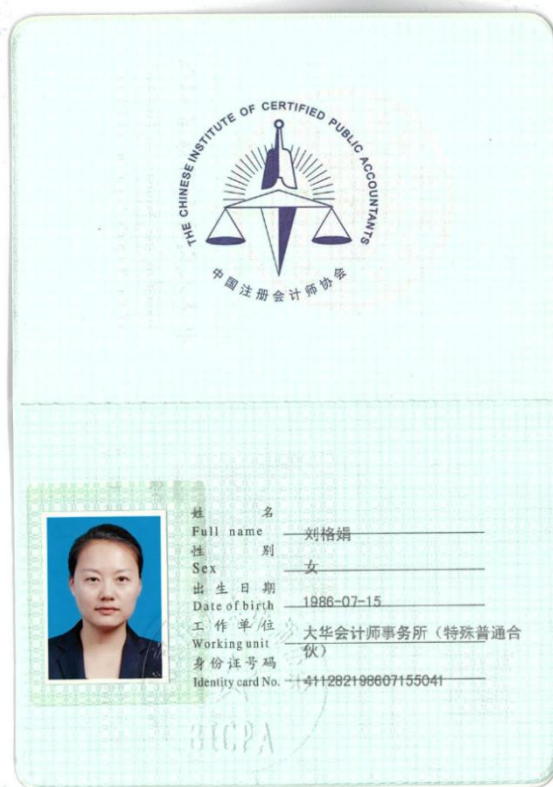 THE CHINESE INSTITUTE OF CERTIFIED PUBLIC ACCOUNTANTS
中国注册会计师协会
姓 名
Full name 刘格娟
性 别
Sex 女
出生日期
Date of birth 1986-07-15
工作单位
Working unit 大华会计师事务所（特殊普通合
伙）
身份证号码
Identity card No. 411282198607155041